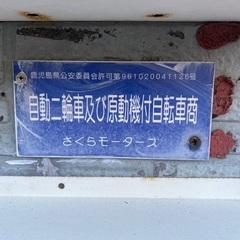 鹿児島県公安委員会許可第961020041126号
自動二輪車及び原動機付自転車商
さくらモータース